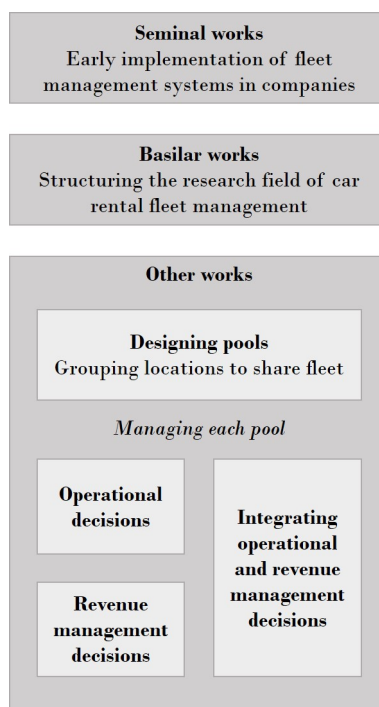 Seminal works
Early implementation of fleet
management systems in companies
Basilar works
Structuring the research field of car
rental fleet management
Other works
Designing pools
Grouping locations to share fleet
Managing each pool
Operational
decisions
Revenue
management
decisions
Integrating
operational
and revenue
management
decisions